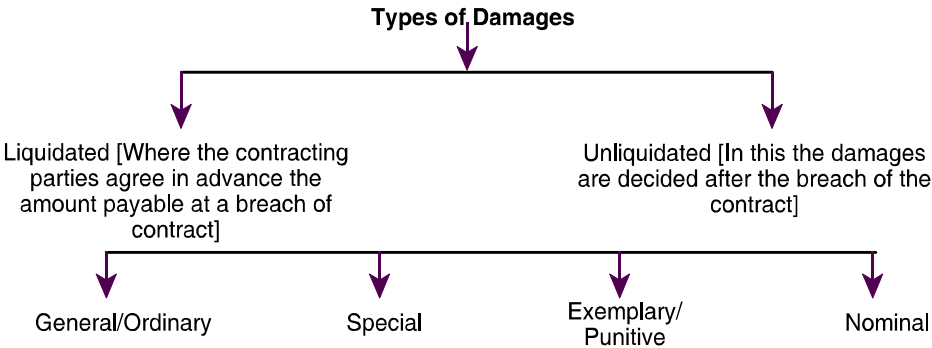 Types of Damages
Liquidated [Where the contracting
parties agree in advance the
amount payable at a breach of
contract]
Unliquidated [In this the damages
are decided after the breach of the
contract]
General/Ordinary
Special
Exemplary/
Punitive
Nominal